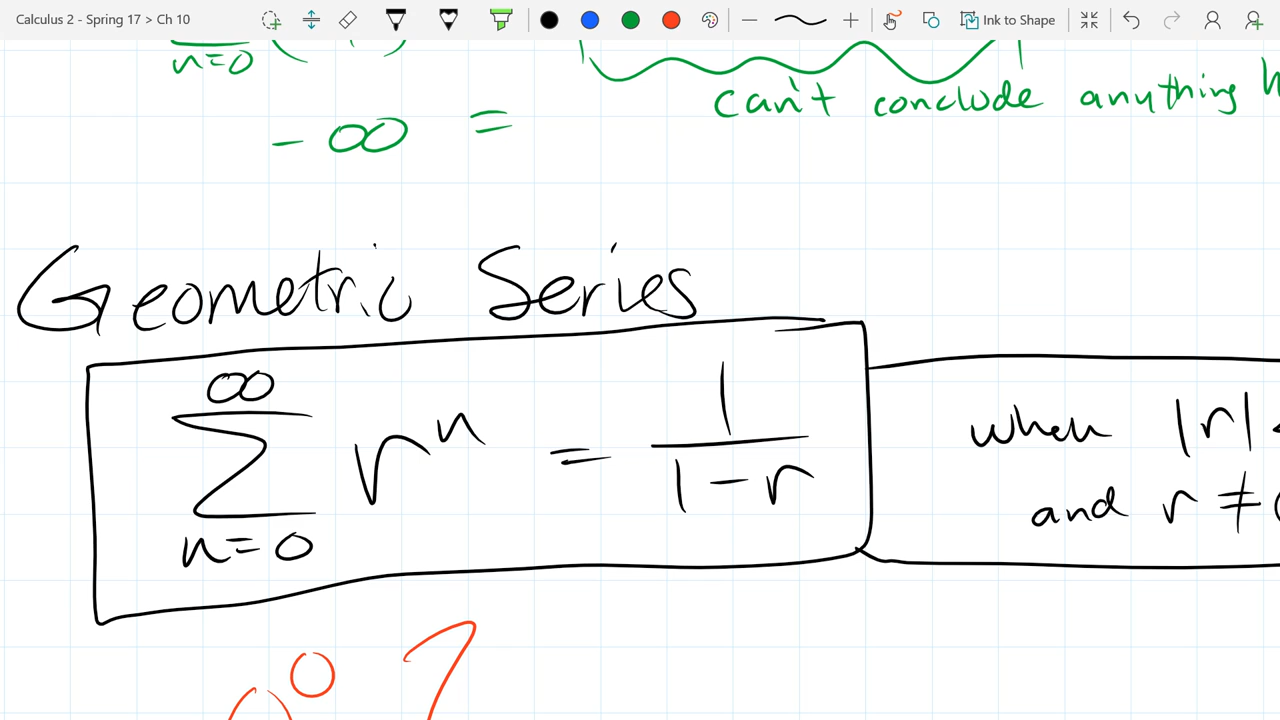 Calculus 2 - Spring 17 > Ch 10
Ink to Shape
n=0
can't conclude anything
- ∞ =
Geometric Series
∞
∑ r^n = 1/(1-r)
n=0
when |r| <
and r ≠
0 ?